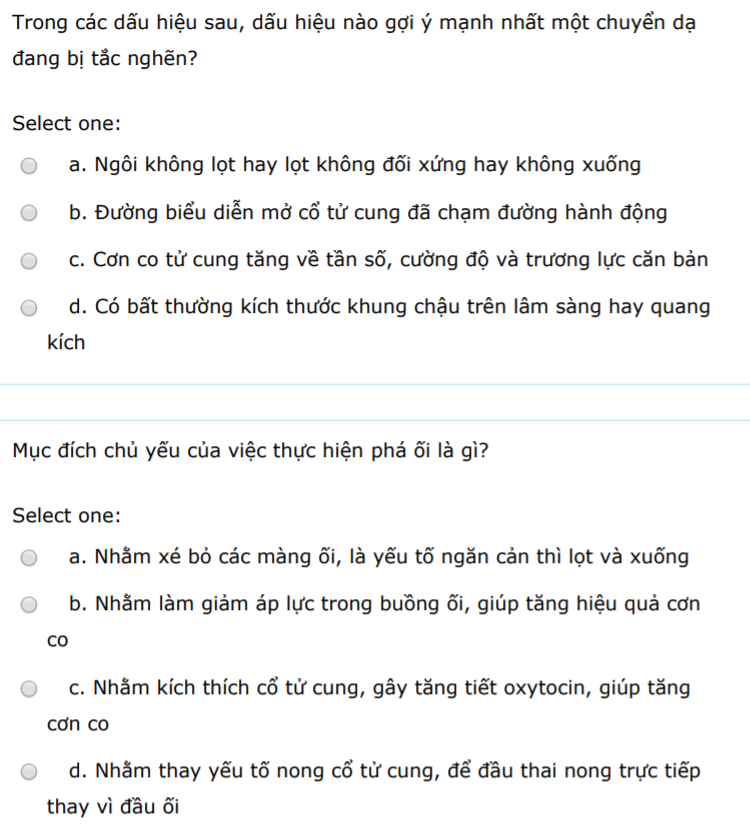 Trong các dấu hiệu sau, dấu hiệu nào gợi ý mạnh nhất một chuyển dạ
đang bị tắc nghẽn?
Select one:
a. Ngôi không lọt hay lọt không đối xứng hay không xuống
b. Đường biểu diễn mở cổ tử cung đã chạm đường hành động
c. Cơn co tử cung tăng về tần số, cường độ và trương lực căn bản
d. Có bất thường kích thước khung chậu trên lâm sàng hay quang
kích
Mục đích chủ yếu của việc thực hiện phá ối là gì?
Select one:
a. Nhằm xé bỏ các màng ối, là yếu tố ngăn cản thì lọt và xuống
b. Nhằm làm giảm áp lực trong buồng ối, giúp tăng hiệu quả cơn
co
c. Nhằm kích thích cổ tử cung, gây tăng tiết oxytocin, giúp tăng
cơn co
d. Nhằm thay yếu tố nong cổ tử cung, để đầu thai nong trực tiếp
thay vì đầu ối